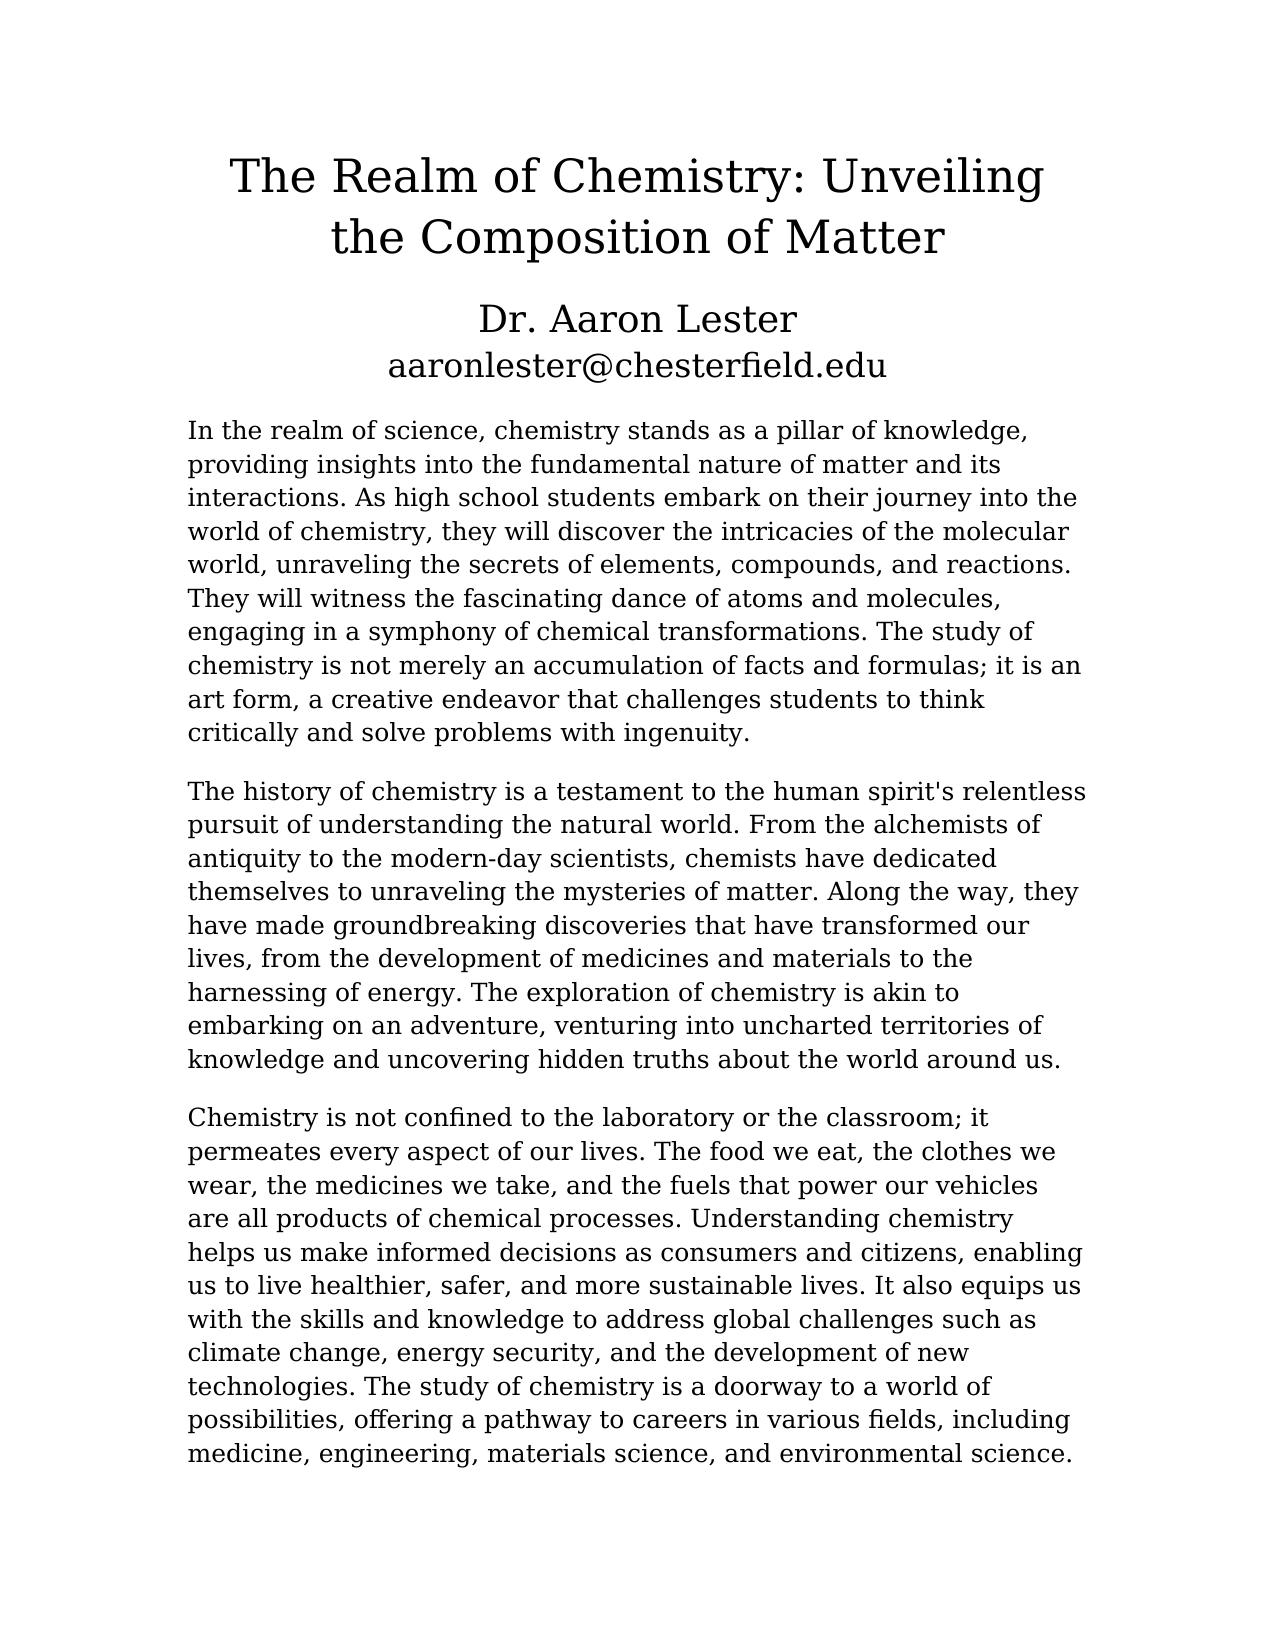 The Realm of Chemistry: Unveiling
the Composition of Matter
Dr. Aaron Lester
aaronlester@chesterfield.edu
In the realm of science, chemistry stands as a pillar of knowledge,
providing insights into the fundamental nature of matter and its
interactions. As high school students embark on their journey into the
world of chemistry, they will discover the intricacies of the molecular
world, unraveling the secrets of elements, compounds, and reactions.
They will witness the fascinating dance of atoms and molecules,
engaging in a symphony of chemical transformations. The study of
chemistry is not merely an accumulation of facts and formulas; it is an
art form, a creative endeavor that challenges students to think
critically and solve problems with ingenuity.
The history of chemistry is a testament to the human spirit's relentless
pursuit of understanding the natural world. From the alchemists of
antiquity to the modern-day scientists, chemists have dedicated
themselves to unraveling the mysteries of matter. Along the way, they
have made groundbreaking discoveries that have transformed our
lives, from the development of medicines and materials to the
harnessing of energy. The exploration of chemistry is akin to
embarking on an adventure, venturing into uncharted territories of
knowledge and uncovering hidden truths about the world around us.
Chemistry is not confined to the laboratory or the classroom; it
permeates every aspect of our lives. The food we eat, the clothes we
wear, the medicines we take, and the fuels that power our vehicles
are all products of chemical processes. Understanding chemistry
helps us make informed decisions as consumers and citizens, enabling
us to live healthier, safer, and more sustainable lives. It also equips us
with the skills and knowledge to address global challenges such as
climate change, energy security, and the development of new
technologies. The study of chemistry is a doorway to a world of
possibilities, offering a pathway to careers in various fields, including
medicine, engineering, materials science, and environmental science.